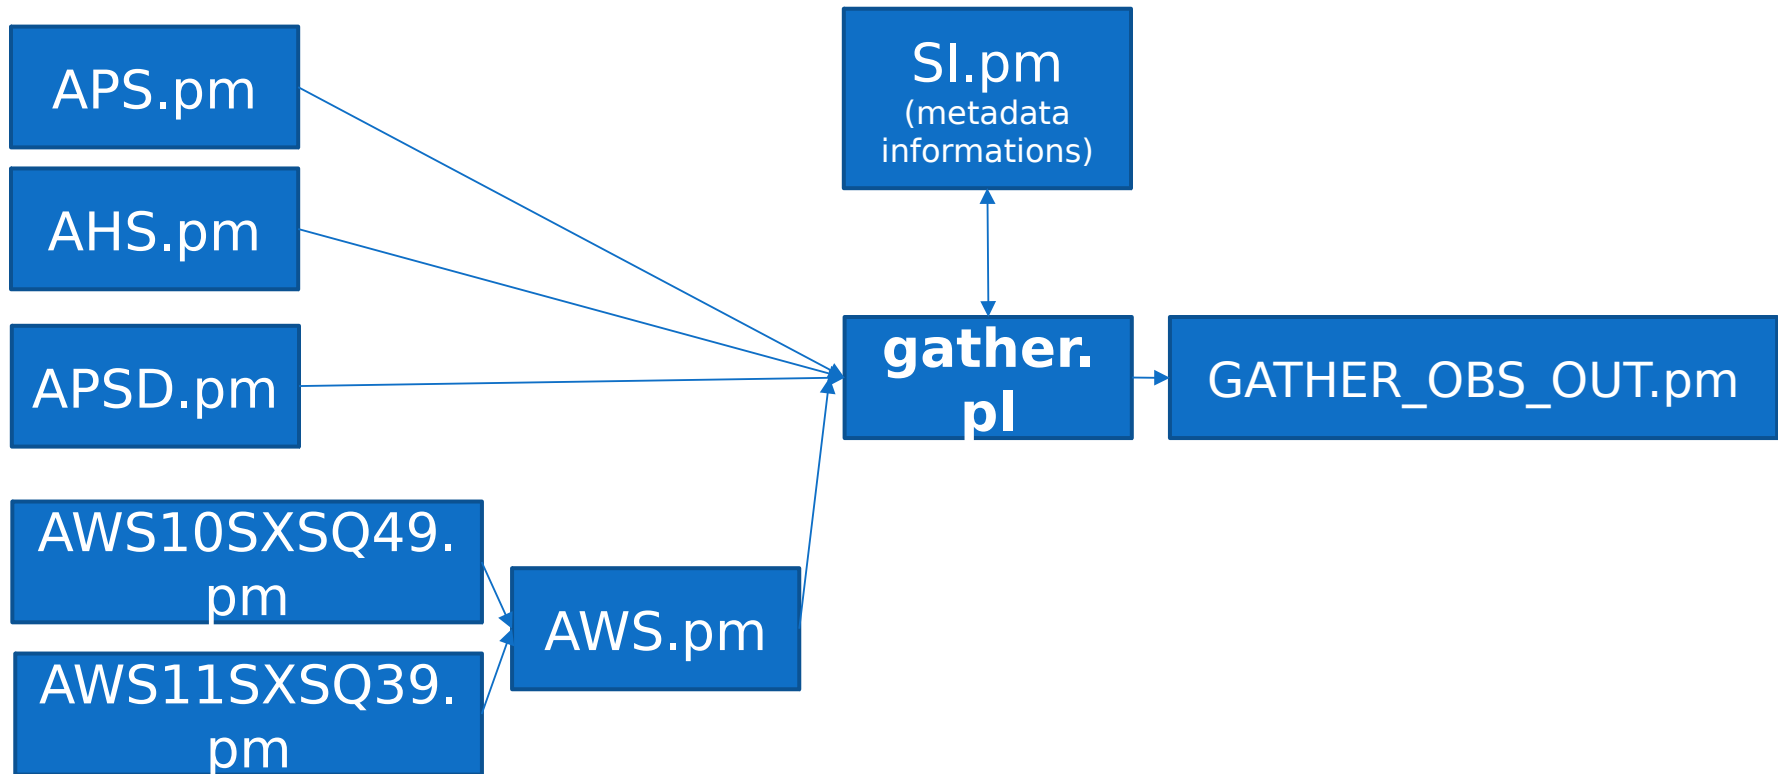 APS.pm
AHS.pm
APSD.pm
AWS10SXSQ49.
pm
AWS11SXSQ39.
pm
AWS.pm
SI.pm
(metadada
informations)
gather.
pl
GATHER_OBS_OUT.pm